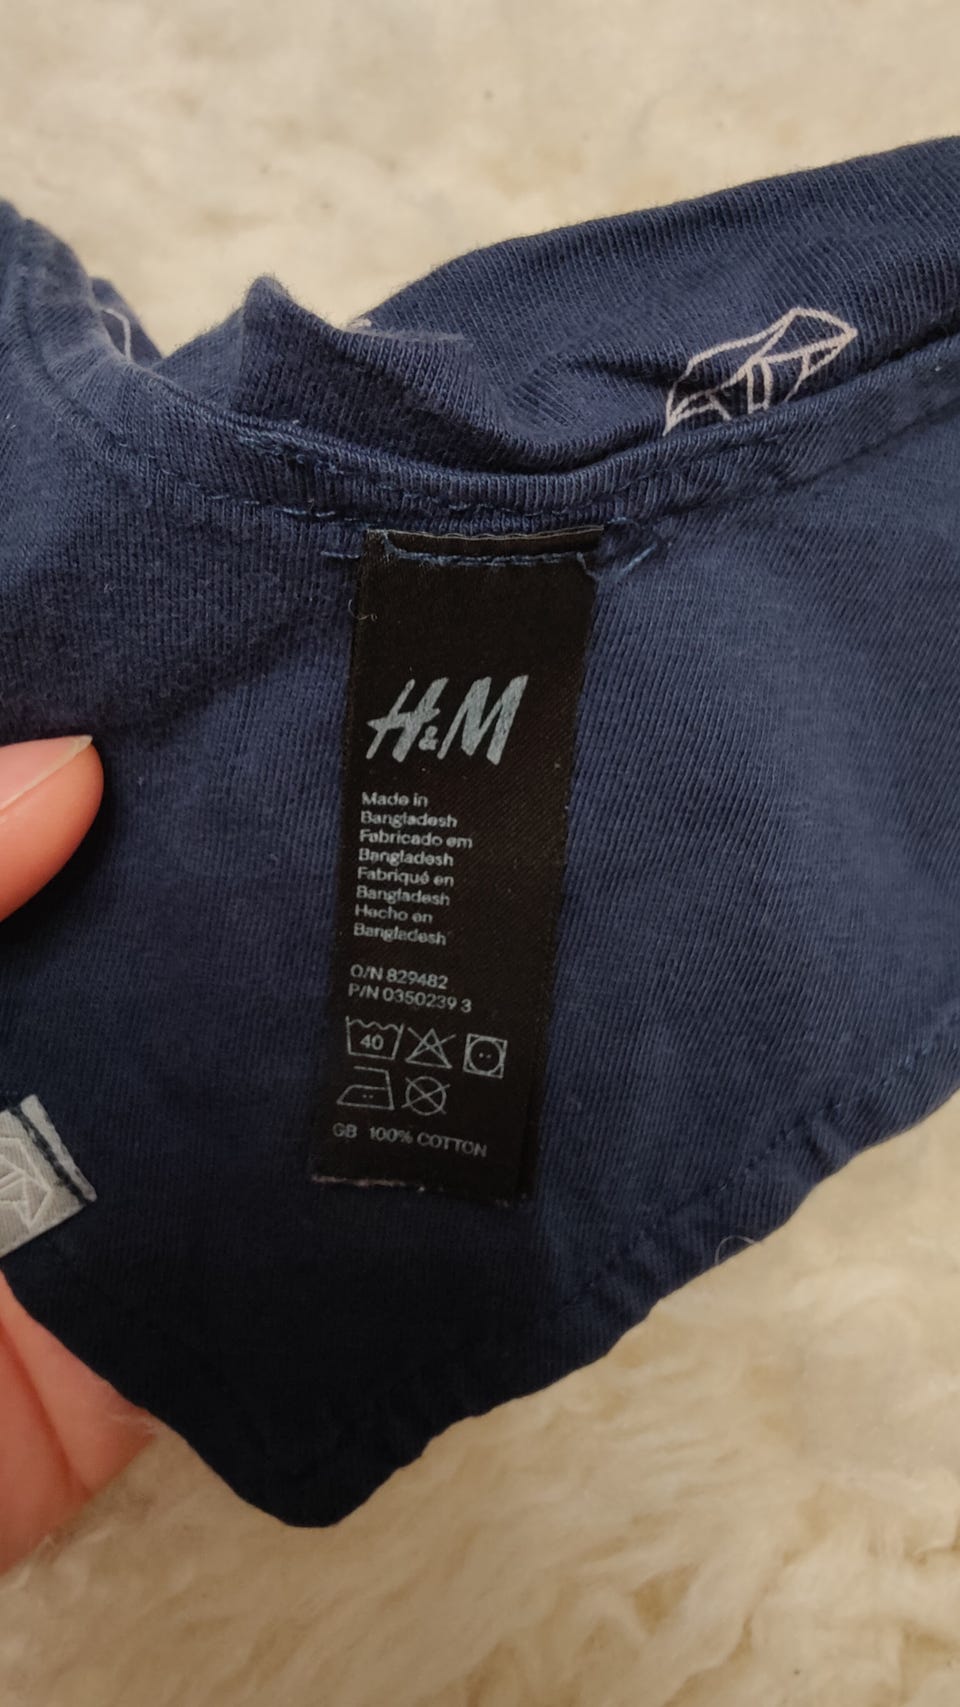 H&M
Made in
Bangladesh
Fabricado em
Bangladesh
Fabriqué en
Bangladesh
Hecho en
Bangladesh
O/N 829482
P/N 0350239 3
40
GB 100% COTTON